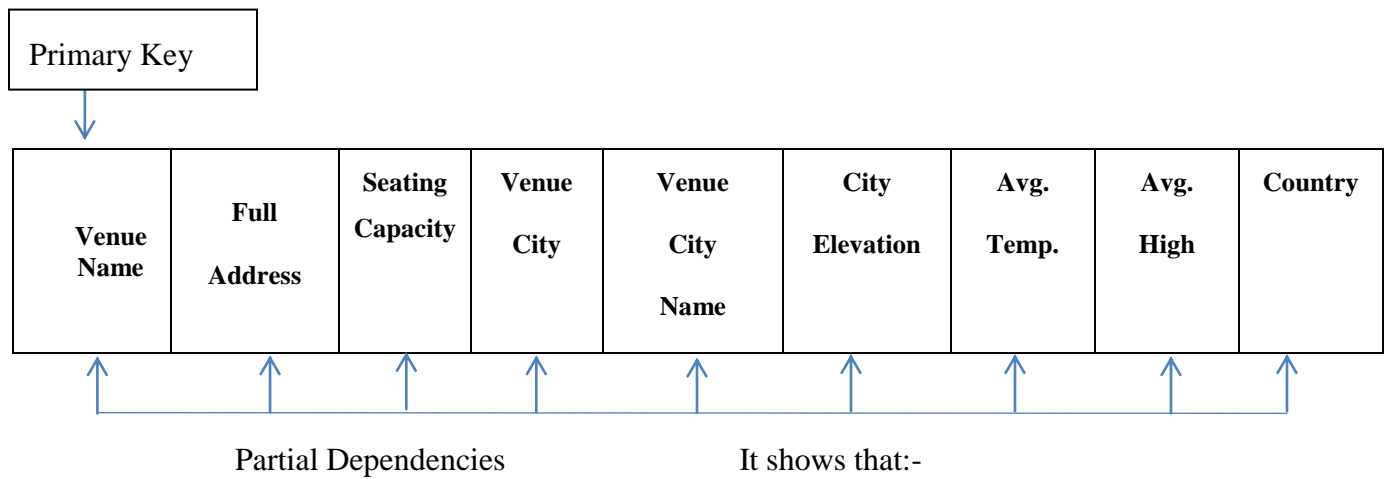 Primary Key
Venue
Name
Full
Address
Seating
Capacity
Venue
City
Venue
City
Name
City
Elevation
Avg.
Temp.
Avg.
High
Country
Partial Dependencies
It shows that:-